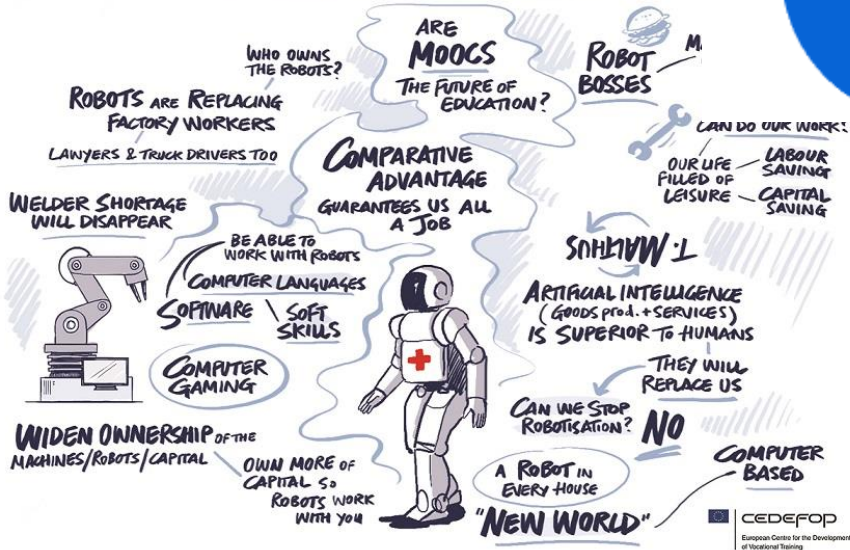 ARE
MOOCS
THE FUTURE OF
EDUCATION?
WHO OWNS
THE ROBOTS?
ROBOTS ARE REPLACING
FACTORY WORKERS
LAWYERS & TRUCK DRIVERS TOO
ROBOT
BOSSES
CAN DO OUR WORK!
OUR LIFE
FILLED OF
LEISURE
LABOUR
SAVING
CAPITAL
SAVING
COMPARATIVE
ADVANTAGE
GUARANTEES US ALL
A JOB
WELDER SHORTAGE
WILL DISAPPEAR
BE ABLE TO
WORK WITH ROBOTS
COMPUTER LANGUAGES
SOFTWARE
SOFT
SKILLS
COMPUTER
GAMING
T. MALTHUS
ARTIFICIAL INTELLIGENCE
(GOODS prod. + SERVICES)
IS SUPERIOR TO HUMANS
THEY WILL
REPLACE US
CAN WE STOP
ROBOTISATION?
NO
WIDEN OWNERSHIP OF THE
MACHINES/ROBOTS/CAPITAL
OWN MORE OF
CAPITAL SO
ROBOTS WORK
WITH YOU
A ROBOT IN
EVERY HOUSE
"NEW WORLD"
COMPUTER
BASED
CEDEFOP
European Centre for the Development
of Vocational Training